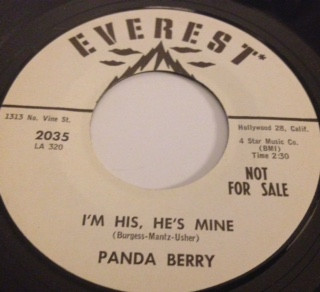 EVEREST
1313 No. Vine St.
Hollywood 28, Calif.
2035
LA 320
4 Star Music Co.
(BMI)
Time 2:30
NOT
FOR SALE
I'M HIS, HE'S MINE
(Burgess-Mantz-Usher)
PANDA BERRY